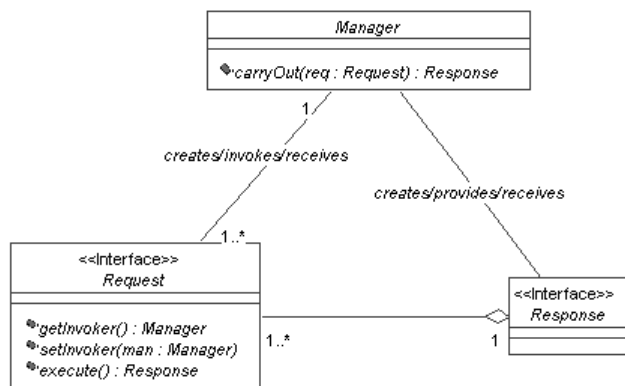 Manager
carryOut(req : Request) : Response
1
creates/invokes/receives
creates/provides/receives
1..*
<<Interface>>
Request
<<Interface>>
Response
getInvoker() : Manager
setInvoker(man : Manager)
execute() : Response
1..*
1